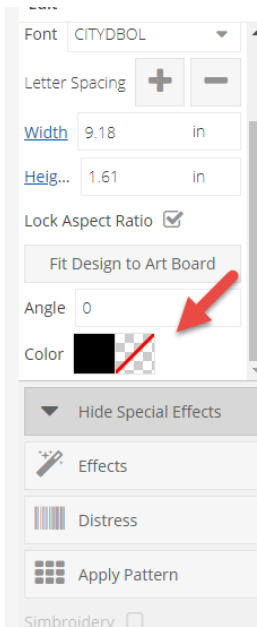 Edit
Font CITYDBOL
Letter Spacing
Width 9.18 in
Heig... 1.61 in
Lock Aspect Ratio
Fit Design to Art Board
Angle 0
Color
Hide Special Effects
Effects
Distress
Apply Pattern
Simbroidery